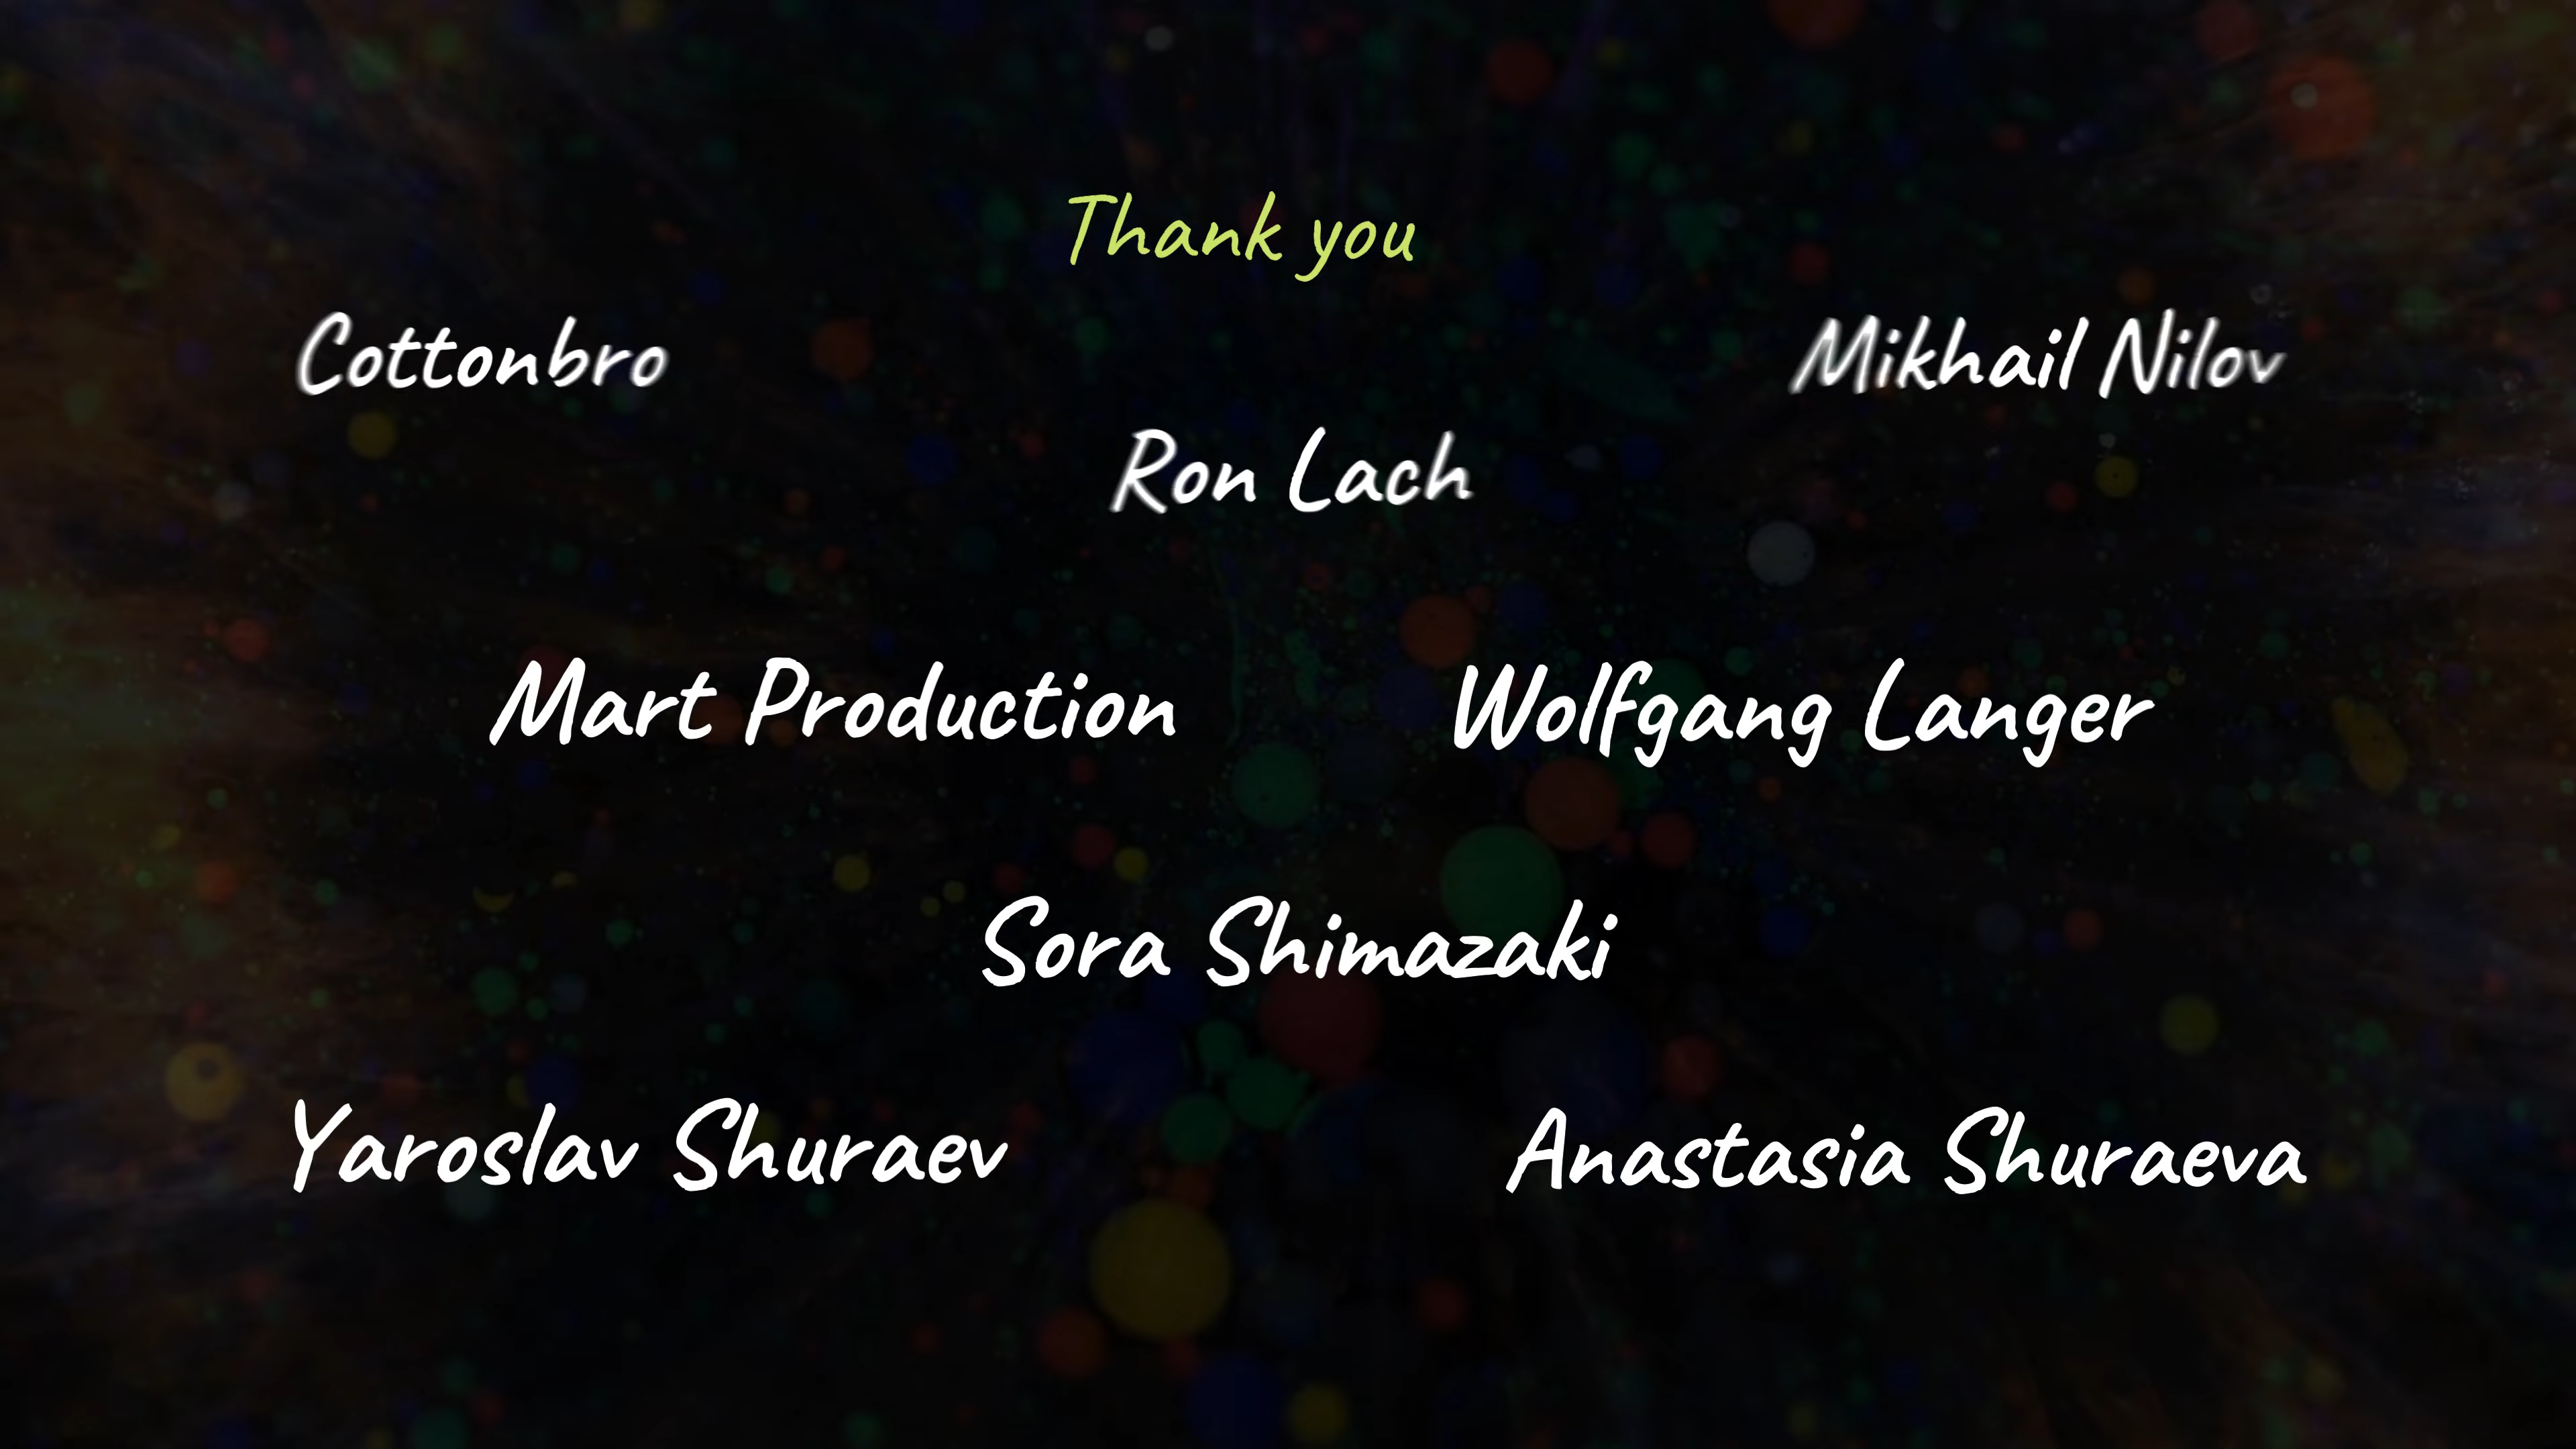 Thank you
Cottonbro
Mikhail Nilov
Ron Lach
Mart Production
Wolfgang Langer
Sora Shimazaki
Yaroslav Shuraev
Anastasia Shuraeva